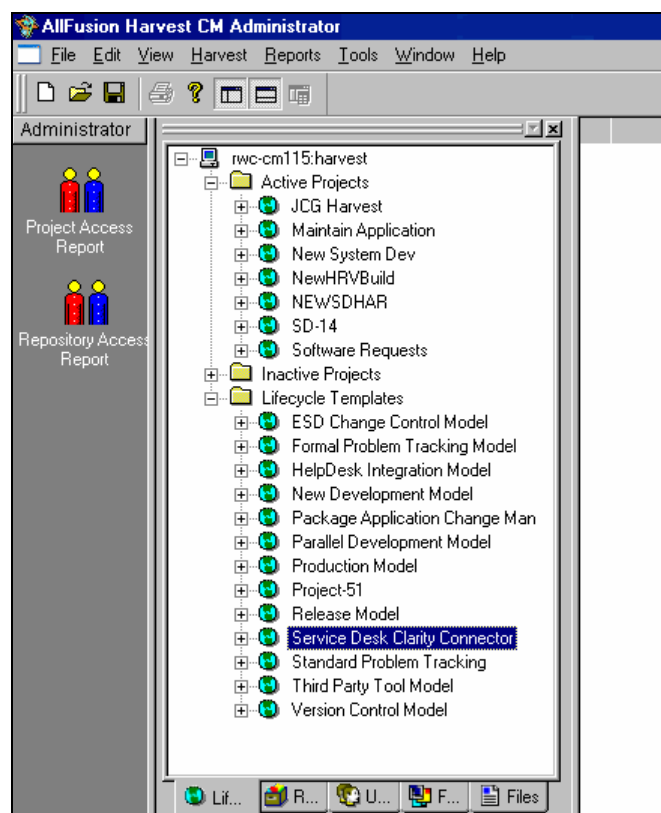 AllFusion Harvest CM Administrator
File Edit View Harvest Reports Tools Window Help
Administrator
Project Access
Report
Repository Access
Report
rwc-cm115:harvest
Active Projects
JCG Harvest
Maintain Application
New System Dev
NewHRVBuild
NEWSDHAR
SD-14
Software Requests
Inactive Projects
Lifecycle Templates
ESD Change Control Model
Formal Problem Tracking Model
HelpDesk Integration Model
New Development Model
Package Application Change Man
Parallel Development Model
Production Model
Project-51
Release Model
Service Desk Clarity Connector
Standard Problem Tracking
Third Party Tool Model
Version Control Model
Lif... R... U... F... Files